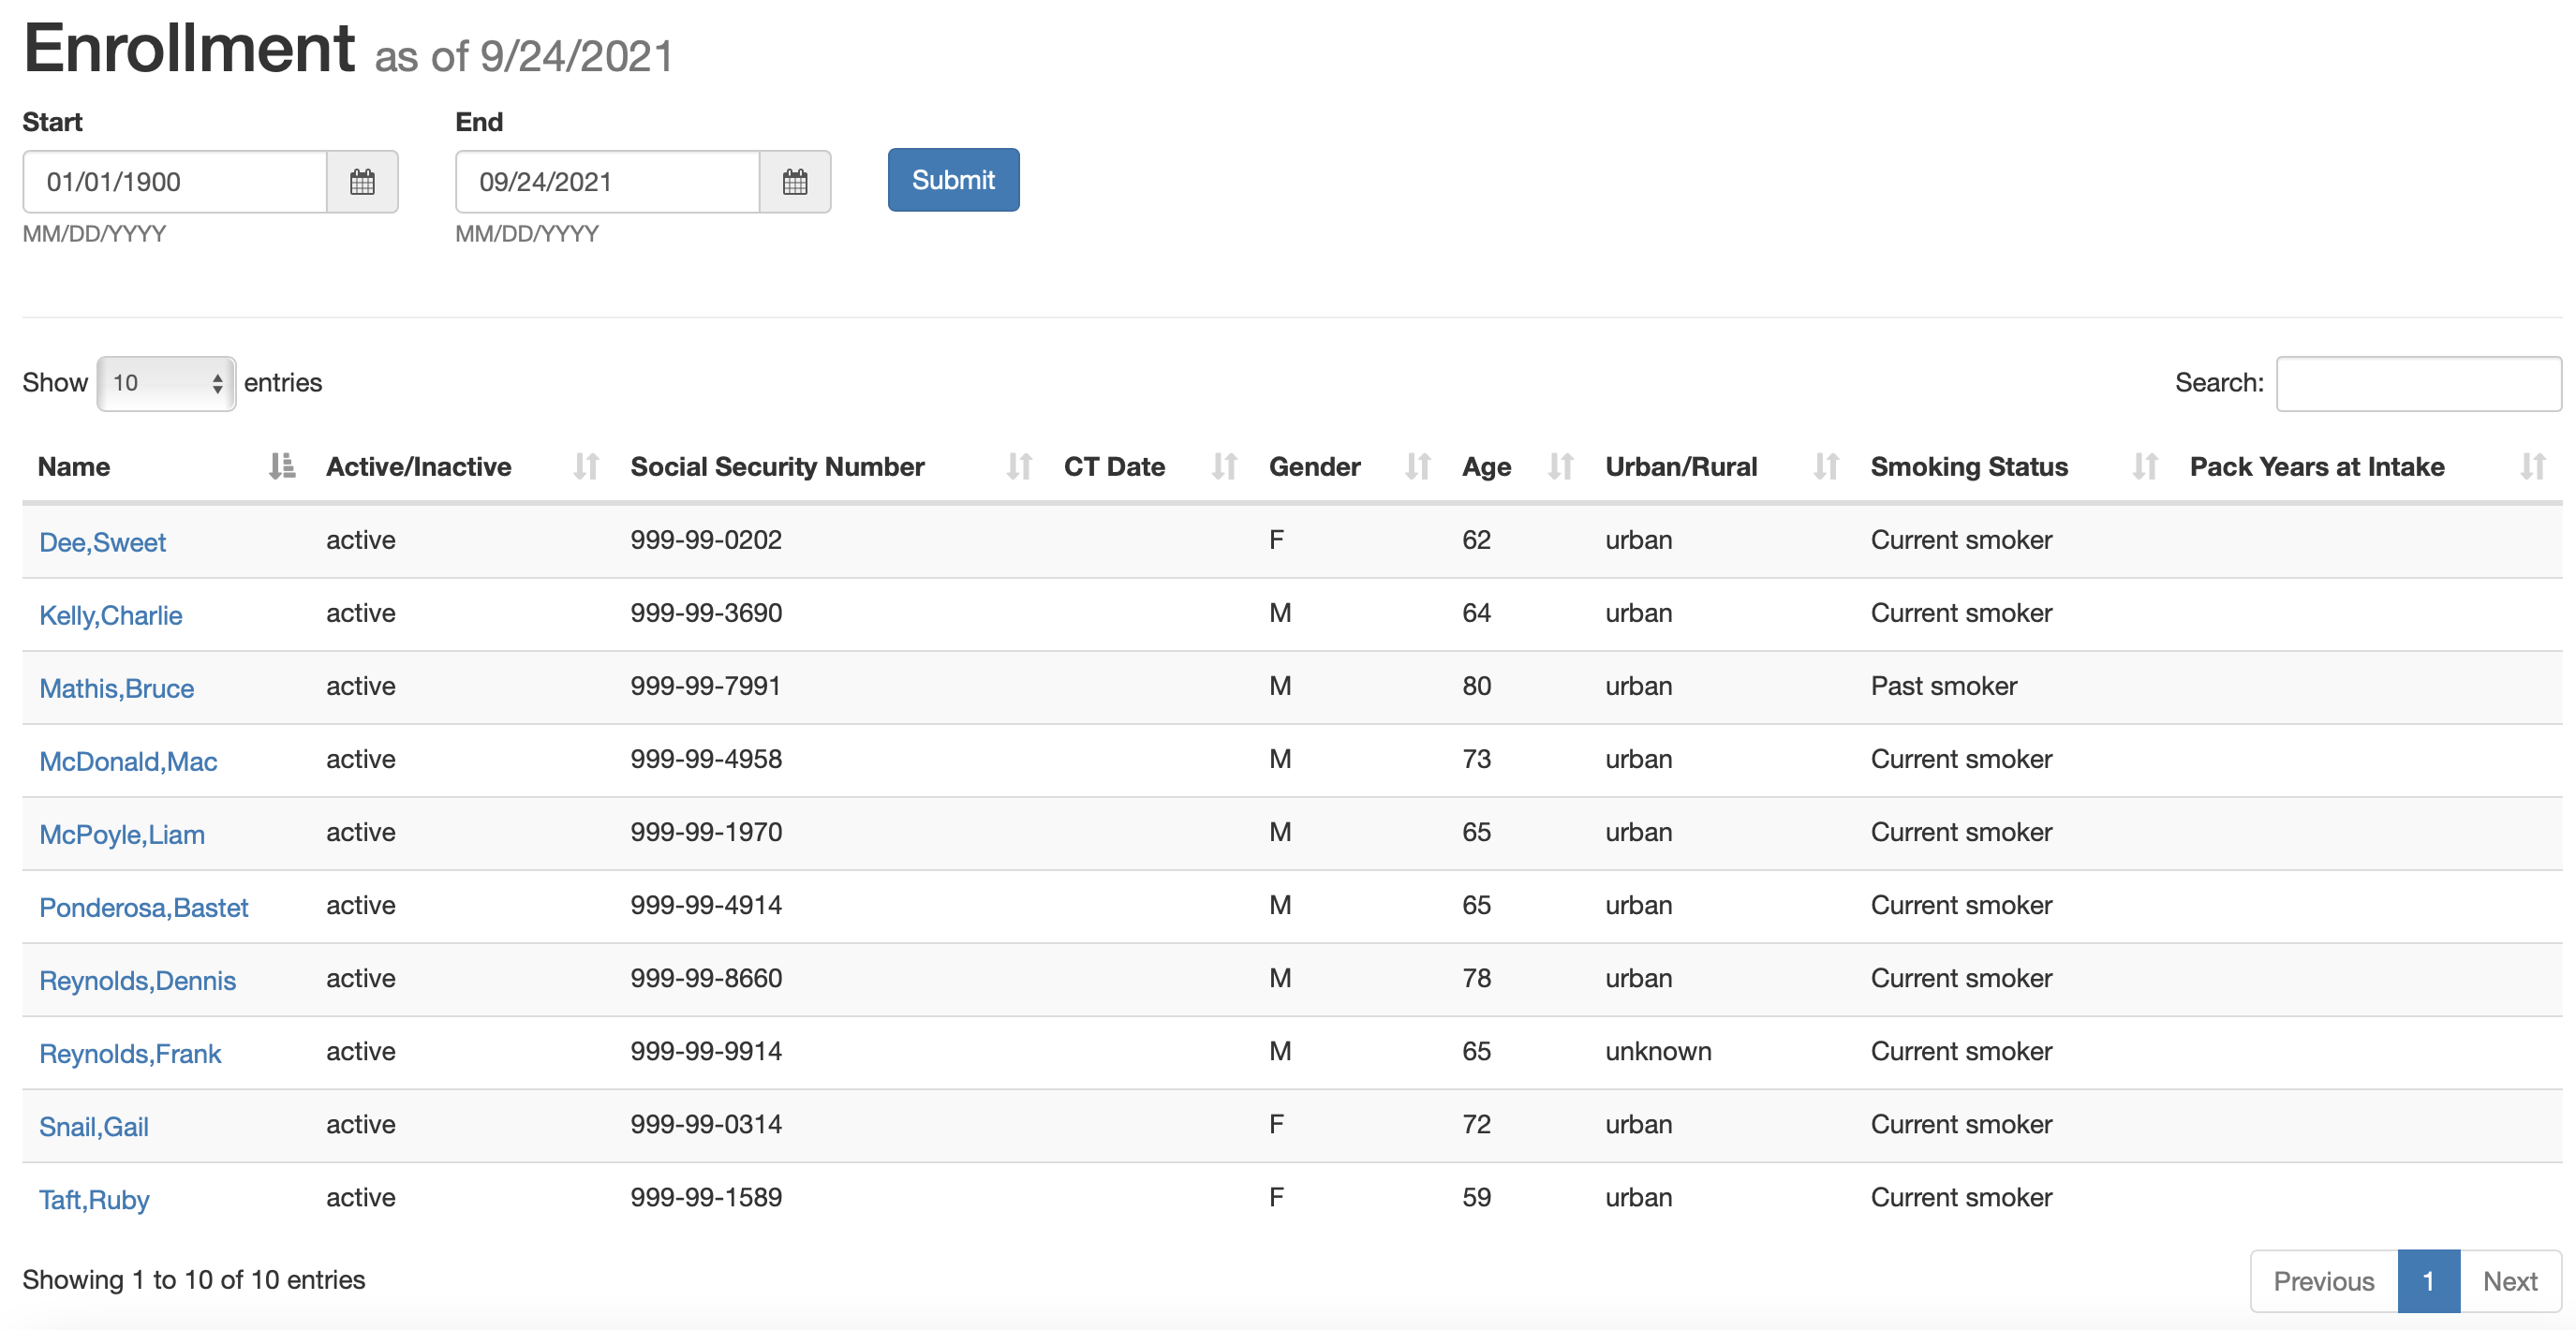 Enrollment as of 9/24/2021
Start End
01/01/1900 09/24/2021 Submit
MM/DD/YYYY MM/DD/YYYY
Show 10 entries Search:
Name Active/Inactive Social Security Number CT Date Gender Age Urban/Rural Smoking Status Pack Years at Intake
Dee,Sweet active 999-99-0202 F 62 urban Current smoker
Kelly,Charlie active 999-99-3690 M 64 urban Current smoker
Mathis,Bruce active 999-99-7991 M 80 urban Past smoker
McDonald,Mac active 999-99-4958 M 73 urban Current smoker
McPoyle,Liam active 999-99-1970 M 65 urban Current smoker
Ponderosa,Bastet active 999-99-4914 M 65 urban Current smoker
Reynolds,Dennis active 999-99-8660 M 78 urban Current smoker
Reynolds,Frank active 999-99-9914 M 65 unknown Current smoker
Snail,Gail active 999-99-0314 F 72 urban Current smoker
Taft,Ruby active 999-99-1589 F 59 urban Current smoker
Showing 1 to 10 of 10 entries Previous 1 Next